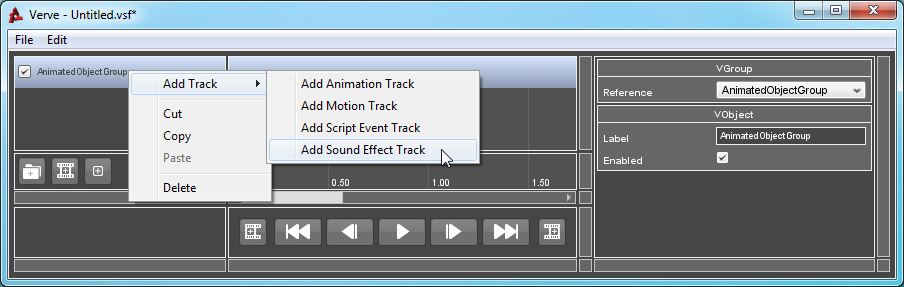 Verve - Untitled.vsf*
File Edit
AnimatedObjectGroup
Add Track
Cut
Copy
Paste
Delete
Add Animation Track
Add Motion Track
Add Script Event Track
Add Sound Effect Track
0.50 1.00 1.50
VGroup
Reference AnimatedObjectGroup
VObject
Label AnimatedObjectGroup
Enabled